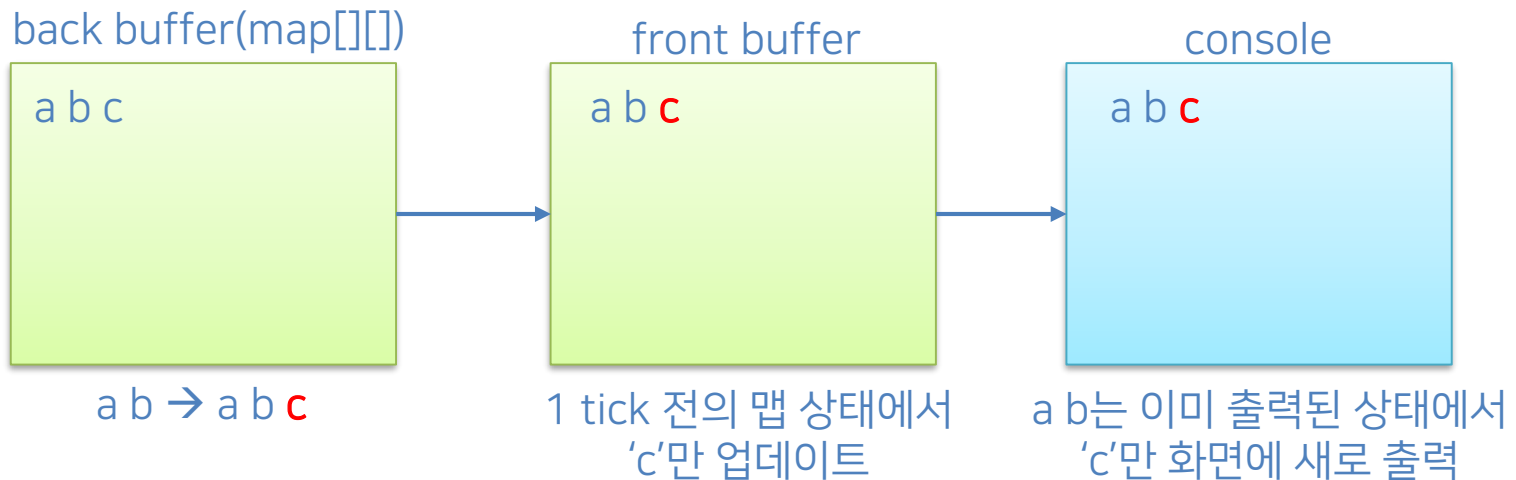 back buffer(map[][])
front buffer
console
a b c
a b c
a b c
a b → a b c
1 tick 전의 맵 상태에서
‘c’만 업데이트
a b는 이미 출력된 상태에서
‘c’만 화면에 새로 출력